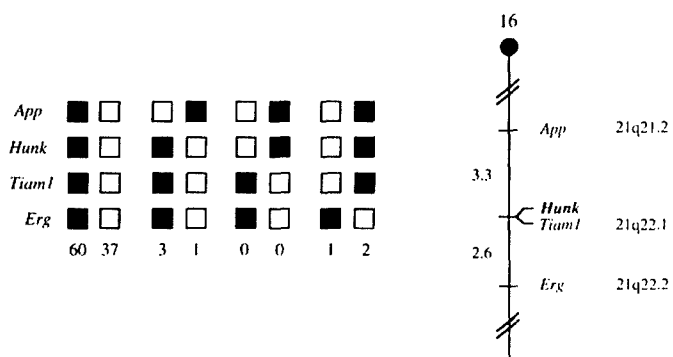 16
App
Hunk
Tiam1
Erg
60 37 3 1 0 0 1 2
App 21q21.2
3.3
Hunk
Tiam1 21q22.1
2.6
Erg 21q22.2